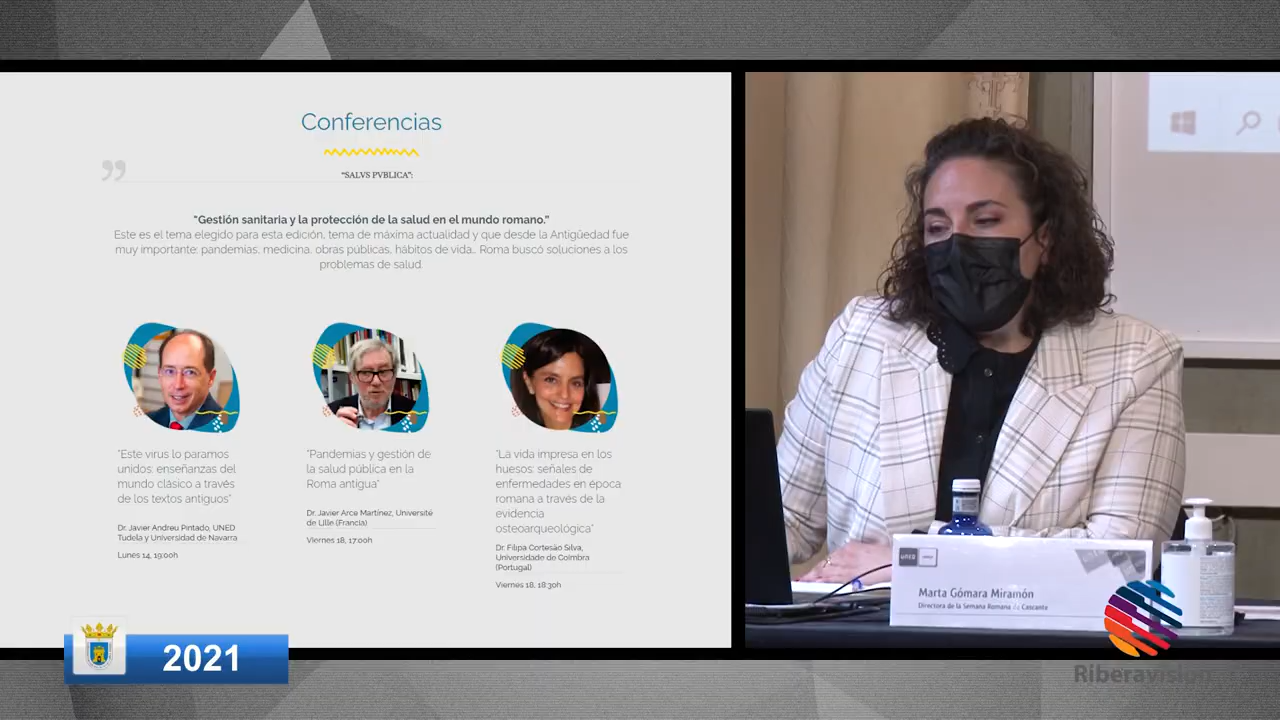 Conferencias
"SALVS PVBLICA":
"Gestión sanitaria y la protección de la salud en el mundo romano."
Este es el tema elegido para esta edición, tema de máxima actualidad y que desde la Antigüedad fue
muy importante: pandemias, medicina, obras públicas, hábitos de vida... Roma buscó soluciones a los
problemas de salud.
"Este virus lo paramos
unidos: enseñanzas del
mundo clásico a través
de los textos antiguos"
Dr. Javier Andreu Pintado, UNED
Tudela y Universidad de Navarra
Lunes 14, 19:00h
"Pandemias y gestión de
la salud pública en la
Roma antigua"
Dr. Javier Arce Martínez, Université
de Lille (Francia)
Viernes 18, 17:00h
"La vida impresa en los
huesos: señales de
enfermedades en época
romana a través de la
evidencia
osteoarqueológica"
Dr. Filipa Cortesão Silva,
Universidade de Coimbra
(Portugal)
Viernes 18, 18:30h
UNED
Marta Gómara Miramón
Directora de la Semana Romana de Cascante
2021
Riberavisión